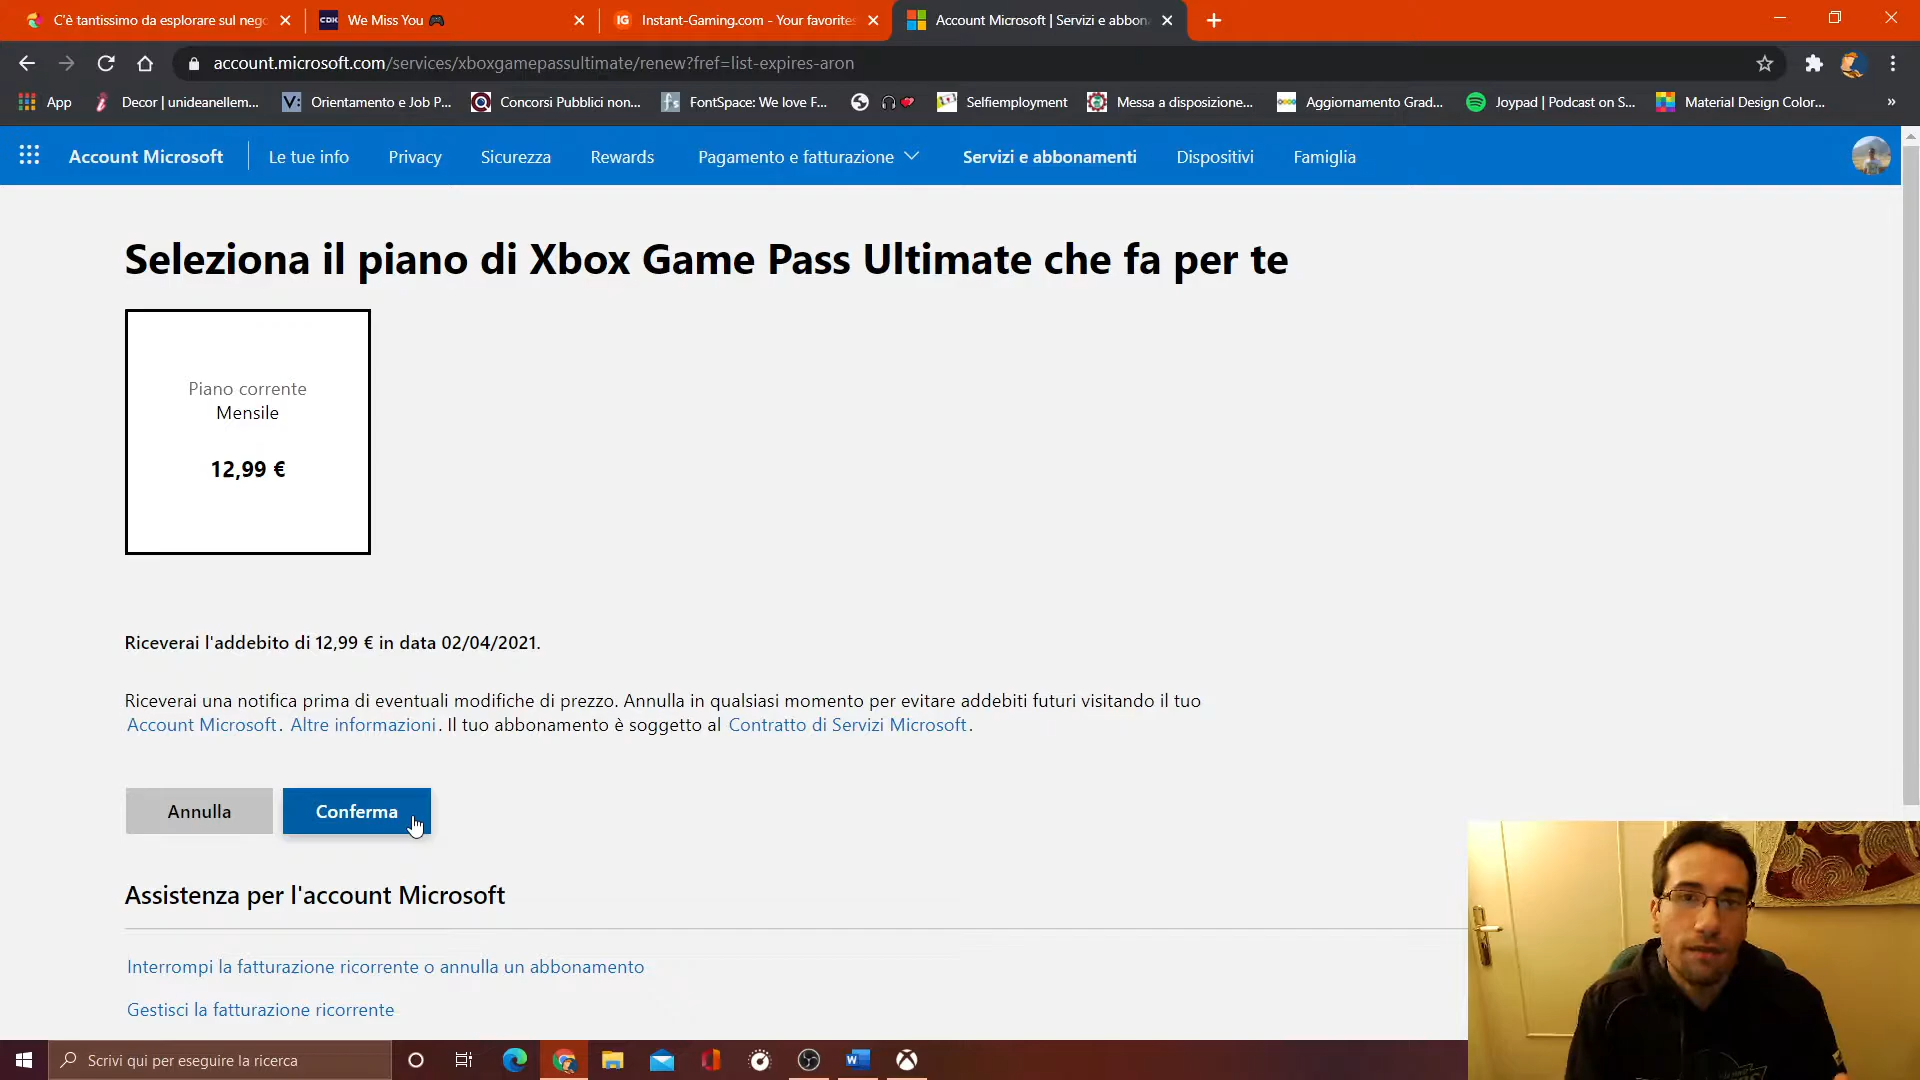 C'è tantissimo da esplorare sul nego
We Miss You 🎮
Instant-Gaming.com - Your favorites
Account Microsoft | Servizi e abbon
account.microsoft.com/services/xboxgamepassultimate/renew?fref=list-expires-aron
App
Decor | unideanellem...
Orientamento e Job P...
Concorsi Pubblici non...
FontSpace: We love F...
Selfiemployment
Messa a disposizione...
Aggiornamento Grad...
Joypad | Podcast on S...
Material Design Color...
»
Account Microsoft
Le tue info
Privacy
Sicurezza
Rewards
Pagamento e fatturazione
Servizi e abbonamenti
Dispositivi
Famiglia
Seleziona il piano di Xbox Game Pass Ultimate che fa per te
Piano corrente
Mensile
12,99 €
Riceverai l'addebito di 12,99 € in data 02/04/2021.
Riceverai una notifica prima di eventuali modifiche di prezzo. Annulla in qualsiasi momento per evitare addebiti futuri visitando il tuo
Account Microsoft. Altre informazioni. Il tuo abbonamento è soggetto al Contratto di Servizi Microsoft.
Annulla
Conferma
Assistenza per l'account Microsoft
Interrompi la fatturazione ricorrente o annulla un abbonamento
Gestisci la fatturazione ricorrente
Scrivi qui per eseguire la ricerca